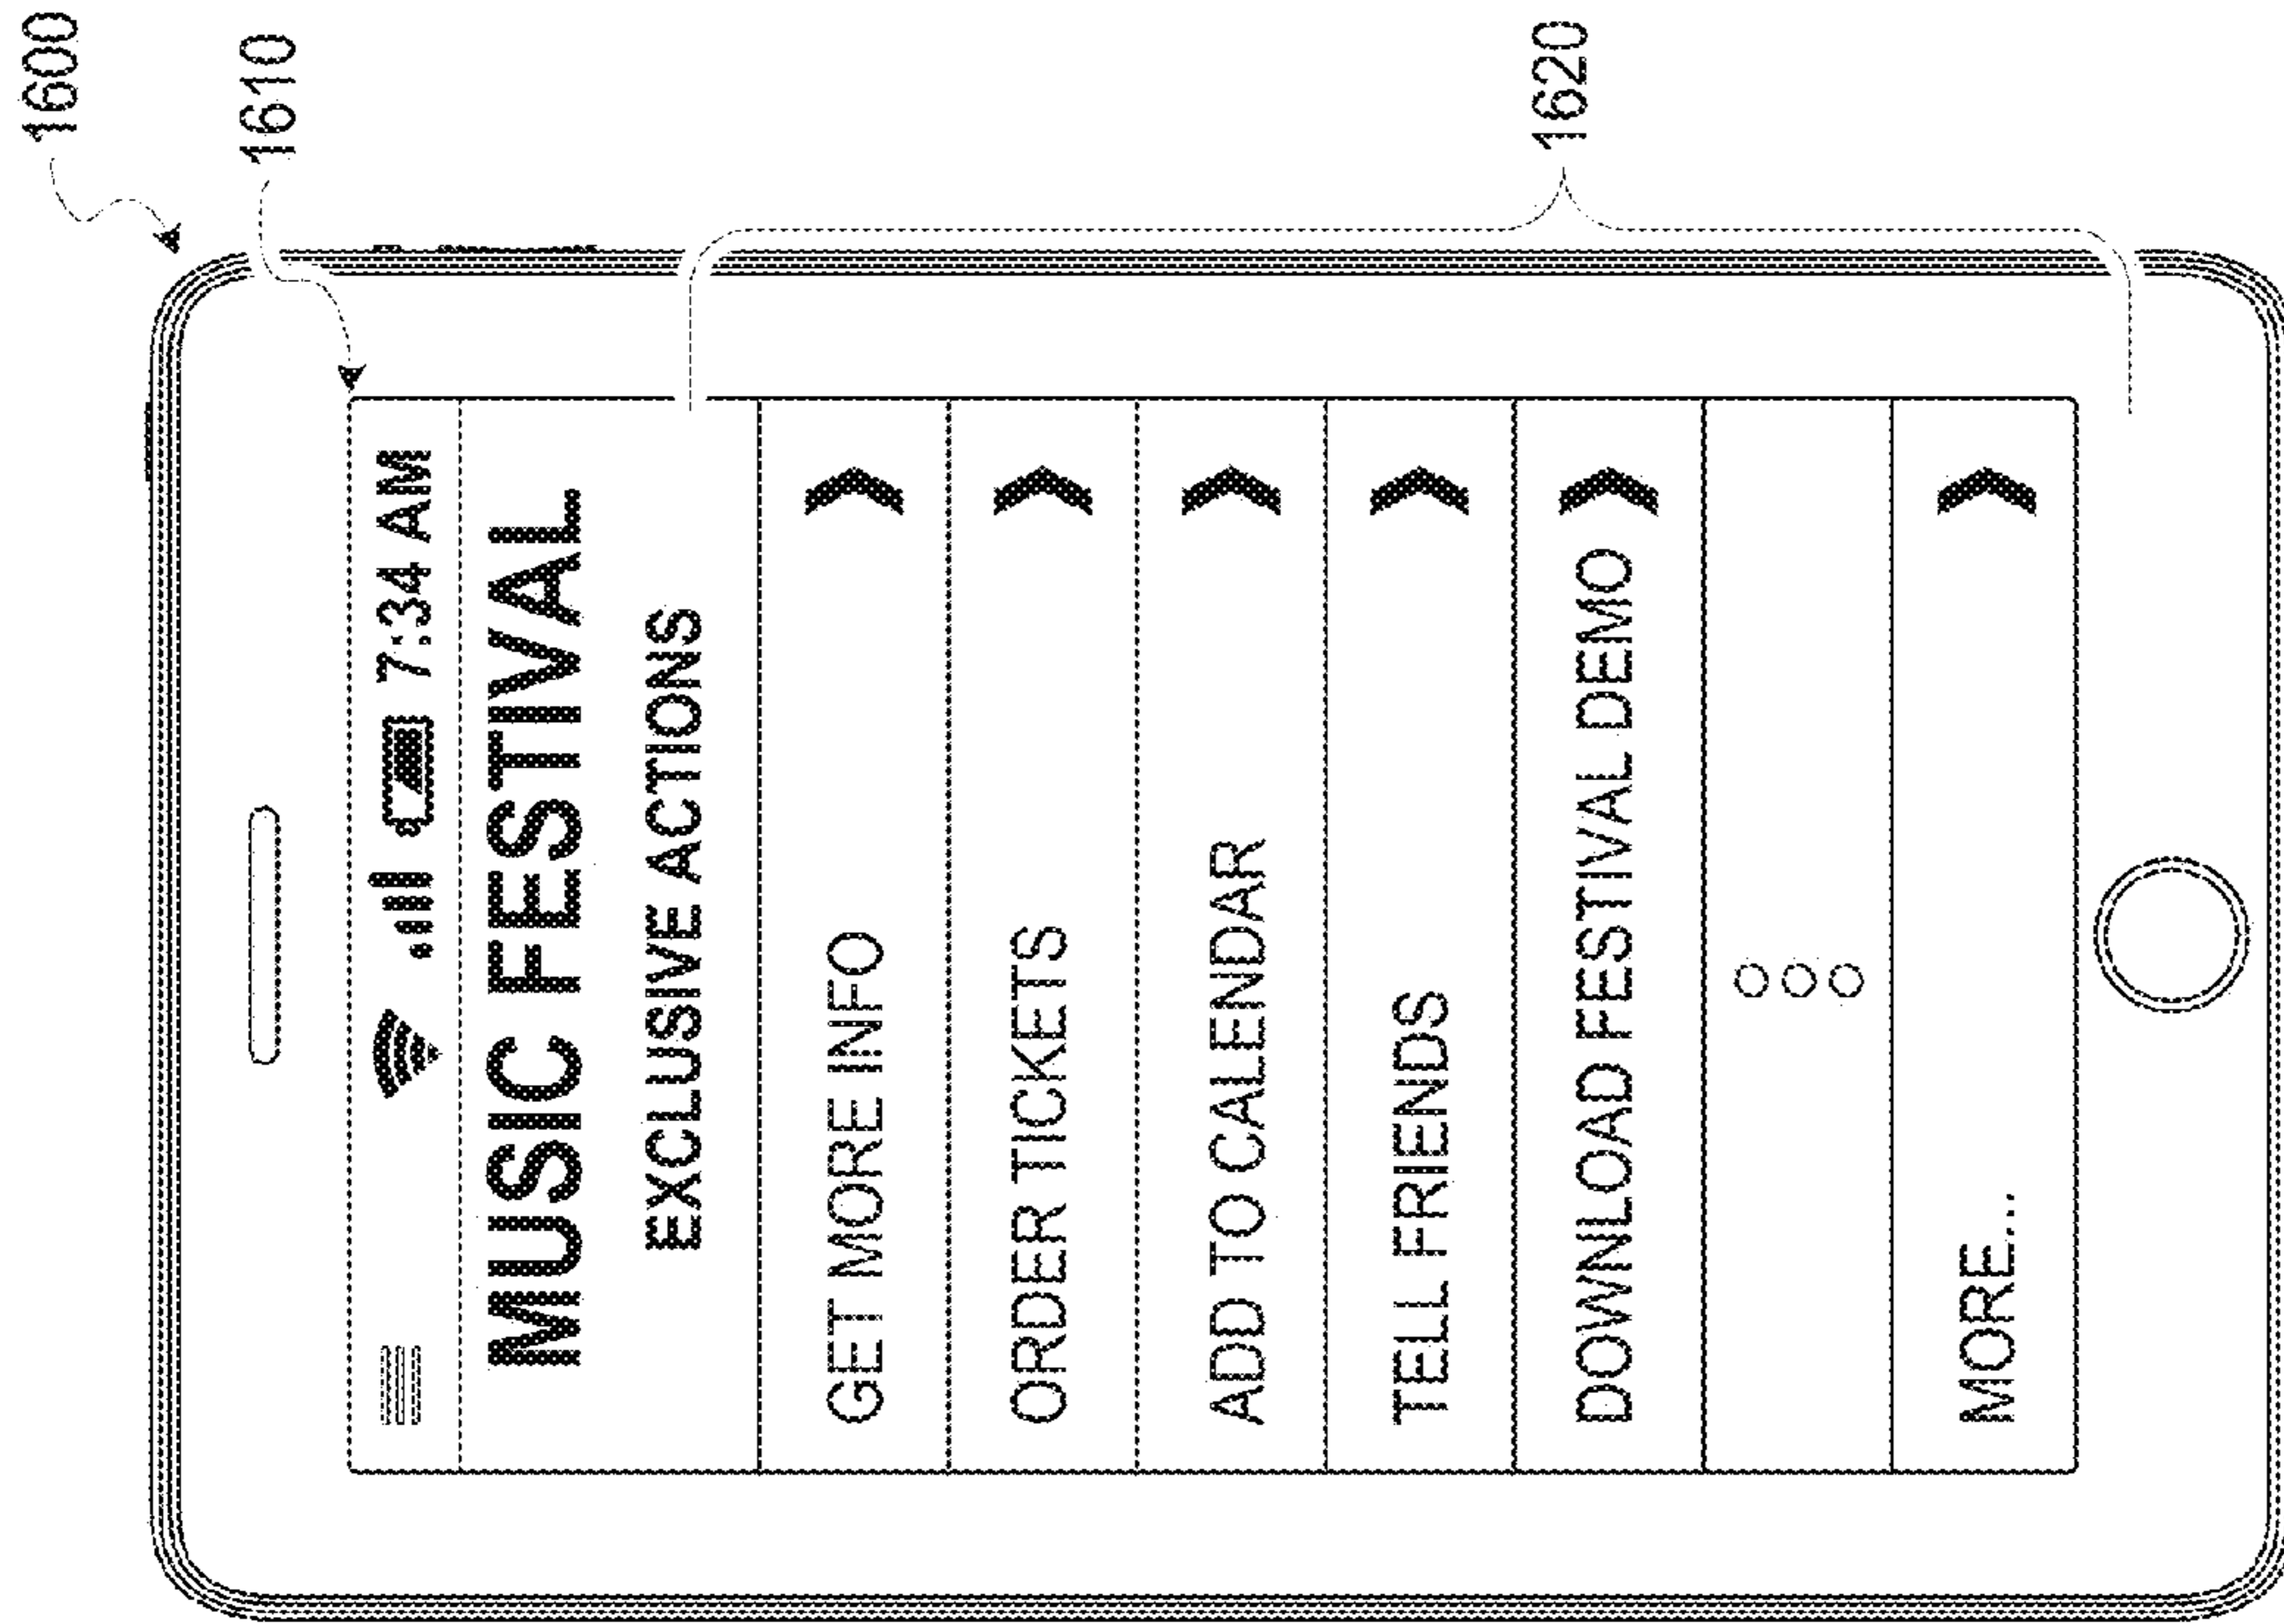 1600
1610
7:34 AM
MUSIC FESTIVAL
EXCLUSIVE ACTIONS
GET MORE INFO
ORDER TICKETS
ADD TO CALENDAR
TELL FRIENDS
DOWNLOAD FESTIVAL DEMO
MORE...
1620